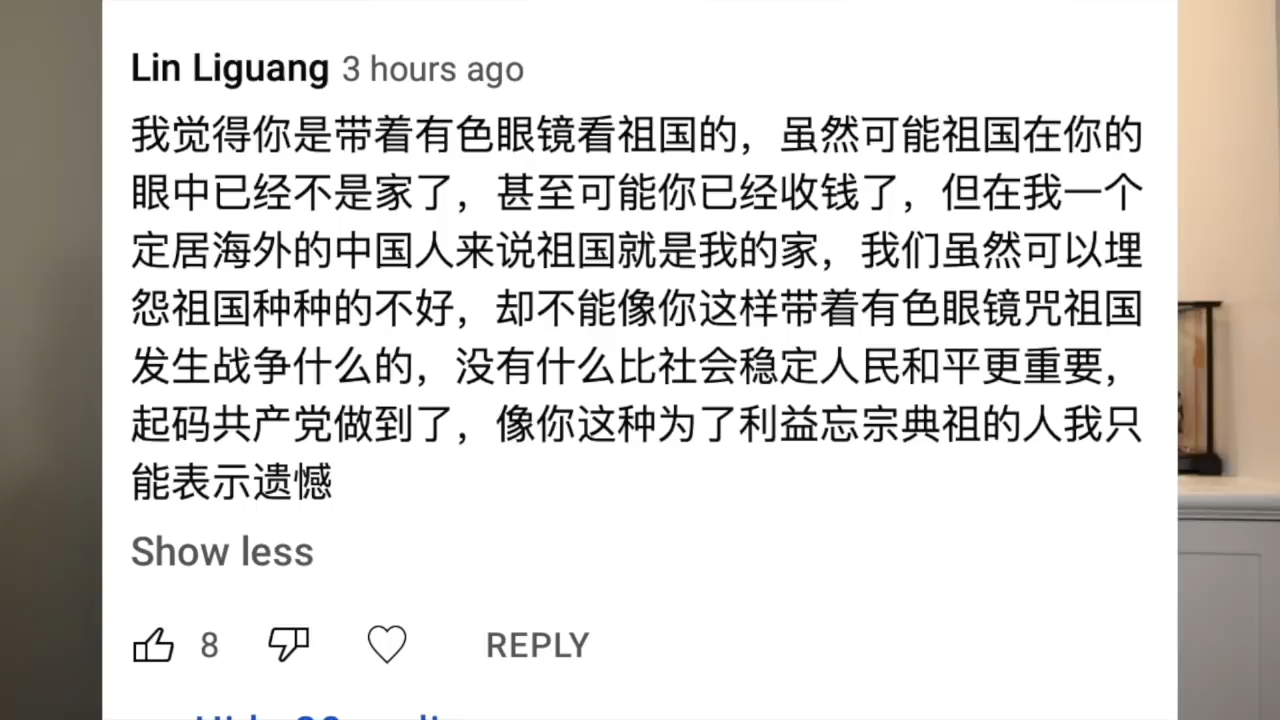 Lin Liguang 3 hours ago
我觉得你是带着有色眼镜看祖国的，虽然可能祖国在你的
眼中已经不是家了，甚至可能你已经收钱了，但在我一个
定居海外的中国人来说祖国就是我的家，我们虽然可以埋
怨祖国种种的不好，却不能像你这样带着有色眼镜咒祖国
发生战争什么的，没有什么比社会稳定人民和平更重要，
起码共产党做到了，像你这种为了利益忘宗典祖的人我只
能表示遗憾
Show less
8 REPLY